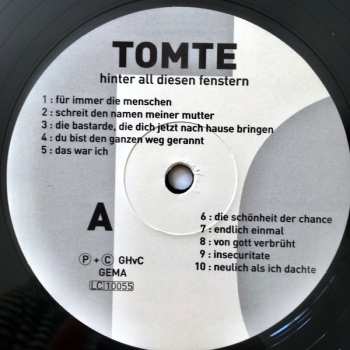 TOMTE
hinter all diesen fenstern
1 : für immer die menschen
2 : schreit den namen meiner mutter
3 : die bastarde, die dich jetzt nach hause bringen
4 : du bist den ganzen weg gerannt
5 : das war ich
A
6 : die schönheit der chance
7 : endlich einmal
8 : von gott verbrüht
9 : insecuritate
10 : neulich als ich dachte
P + C GHvC
GEMA
LC 10055